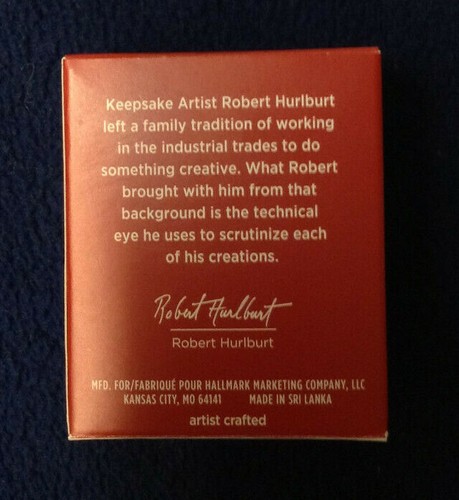 Keepsake Artist Robert Hurlburt
left a family tradition of working
in the industrial trades to do
something creative. What Robert
brought with him from that
background is the technical
eye he uses to scrutinize each
of his creations.
Robert Hurlburt
Robert Hurlburt
MFD. FOR/FABRIQUÉ POUR HALLMARK MARKETING COMPANY, LLC
KANSAS CITY, MO 64141 MADE IN SRI LANKA
artist crafted